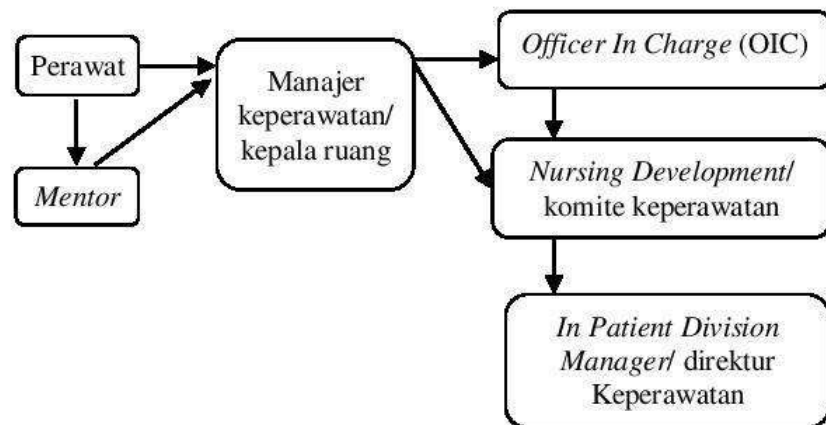 Perawat
Mentor
Manajer
keperawatan/
kepala ruang
Officer In Charge (OIC)
Nursing Development/
komite keperawatan
In Patient Division
Manager/ direktur
Keperawatan